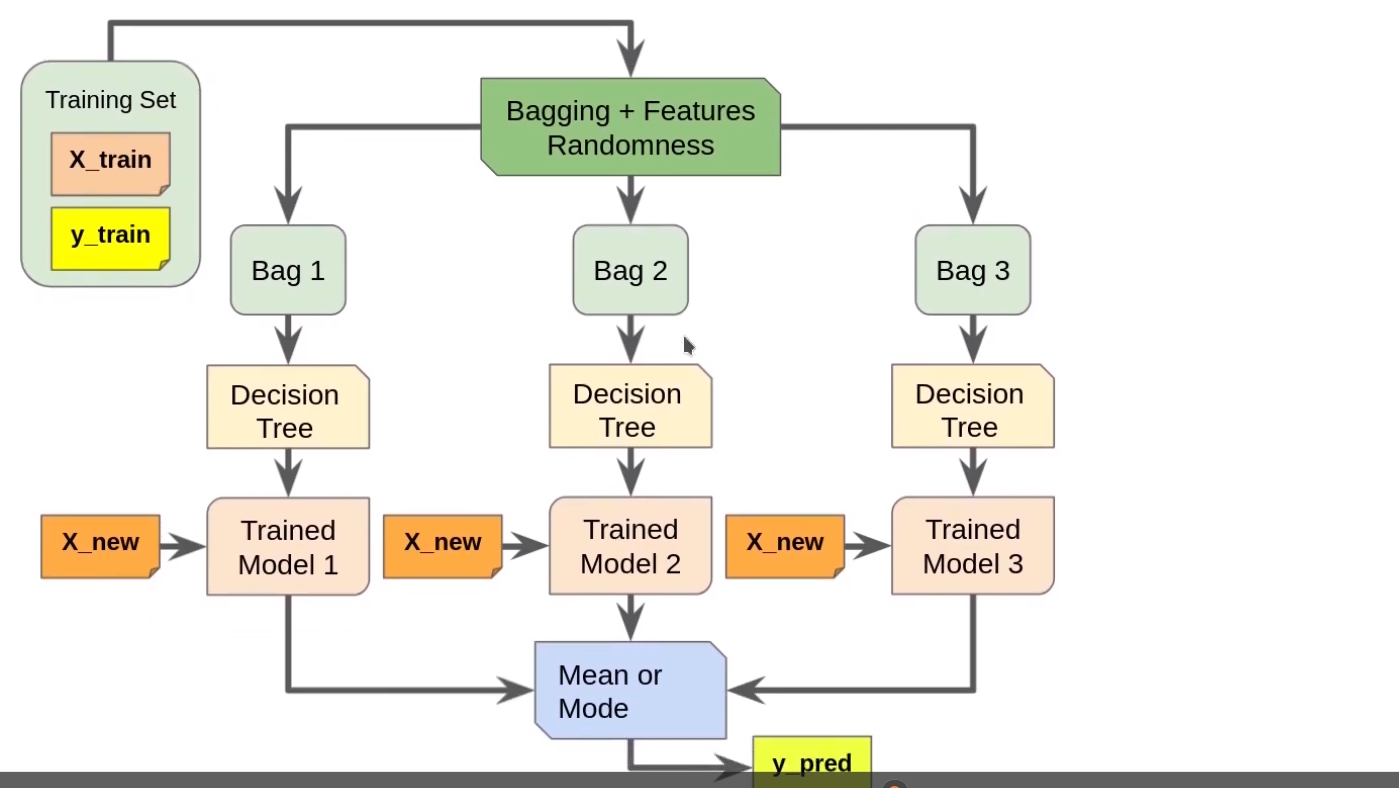 Training Set
X_train
y_train
Bagging + Features
Randomness
Bag 1
Bag 2
Bag 3
Decision
Tree
Decision
Tree
Decision
Tree
X_new
Trained
Model 1
X_new
Trained
Model 2
X_new
Trained
Model 3
Mean or
Mode
y_pred